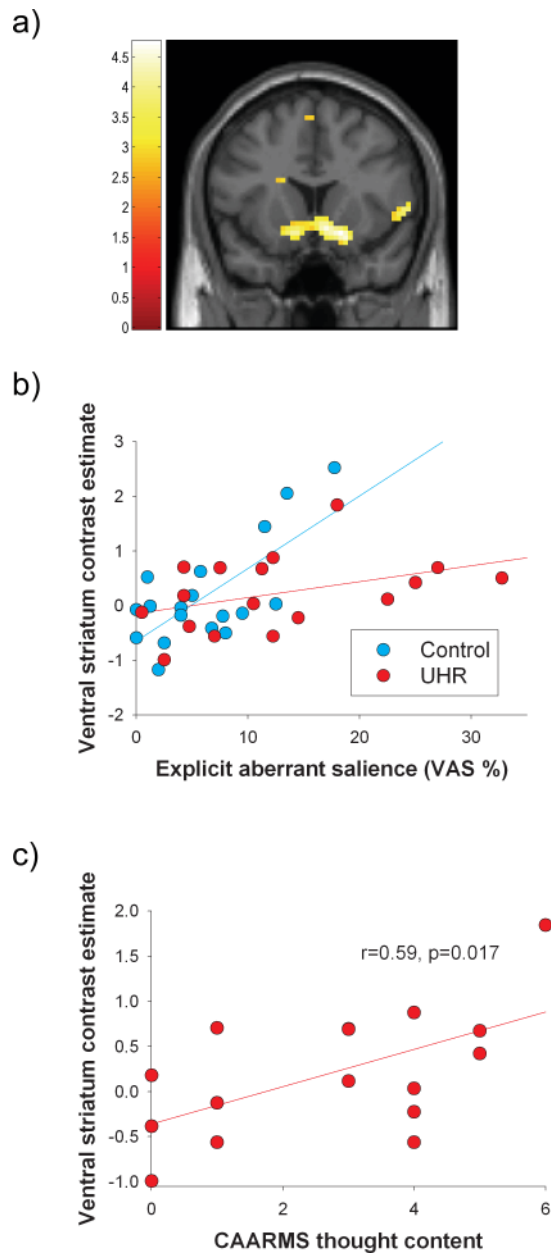 a)
4.5
4
3.5
3
2.5
2
1.5
1
0.5
0
b)
Ventral striatum contrast estimate
3
2
1
0
-1
-2
0 10 20 30
Control
UHR
Explicit aberrant salience (VAS %)
c)
Ventral striatum contrast estimate
2.0
1.5
1.0
0.5
0.0
-0.5
-1.0
r=0.59, p=0.017
0 2 4 6
CAARMS thought content